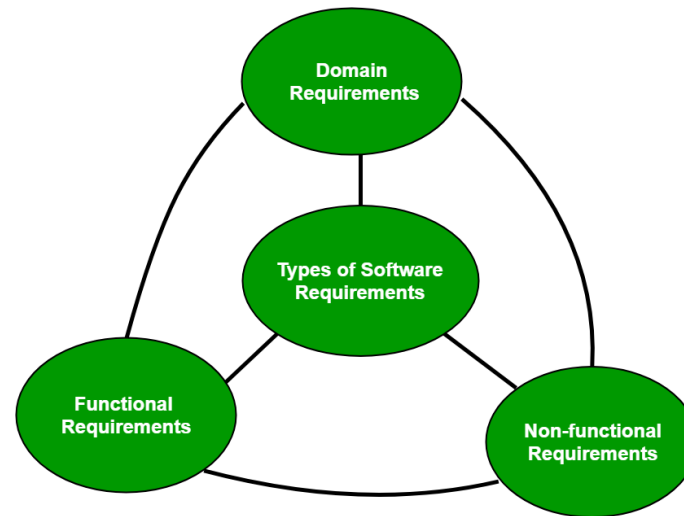 Domain
Requirements
Types of Software
Requirements
Functional
Requirements
Non-functional
Requirements